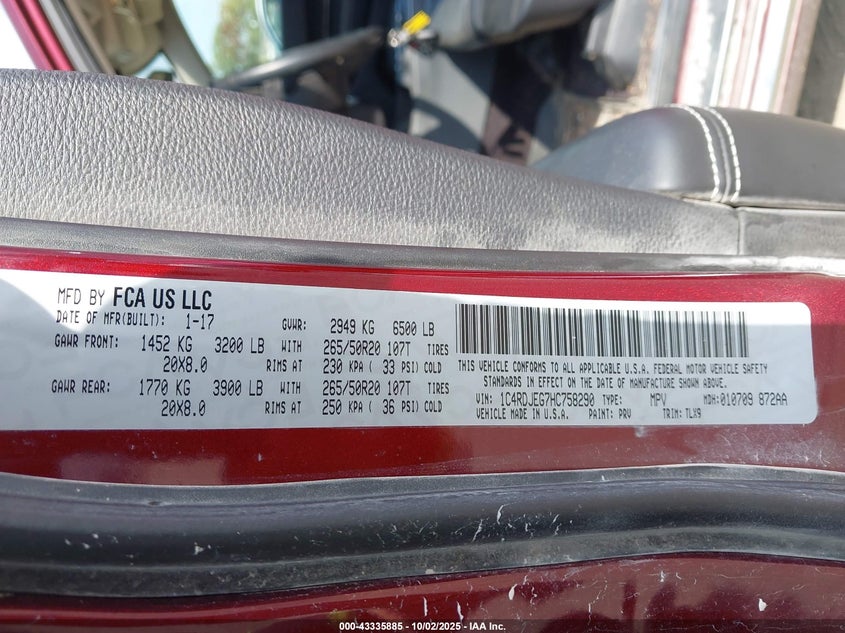 MFD BY FCA US LLC
DATE OF MFR(BUILT): 1-17 GVWR: 2949 KG 6500 LB
GAWR FRONT: 1452 KG 3200 LB WITH 265/50R20 107T TIRES
20X8.0 RIMS AT 230 KPA ( 33 PSI) COLD
GAWR REAR: 1770 KG 3900 LB WITH 265/50R20 107T TIRES
20X8.0 RIMS AT 250 KPA ( 36 PSI) COLD
THIS VEHICLE CONFORMS TO ALL APPLICABLE U.S.A. FEDERAL MOTOR VEHICLE SAFETY
STANDARDS IN EFFECT ON THE DATE OF MANUFACTURE SHOWN ABOVE.
VIN: 1C4RDJEG7HC758290 TYPE: MPV MDH:010709 872AA
VEHICLE MADE IN U.S.A. PAINT: PRV TRIM: TLX9
000-43335885 - 10/02/2025 - IAA Inc.